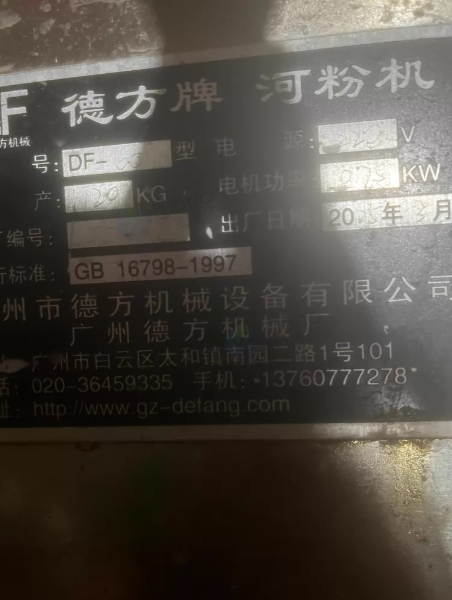 F 德方牌 河粉机
方机械
号: DF- 型 电 源: V
产: KG 电机功率: KW
编号: 出厂日期: 20 年 3月
行标准: GB 16798-1997
州市德方机械设备有限公司
广州德方机械厂
广州市白云区太和镇南园二路1号101
话: 020-36459335 手机: 13760777278
址: http://www.gz-defang.com